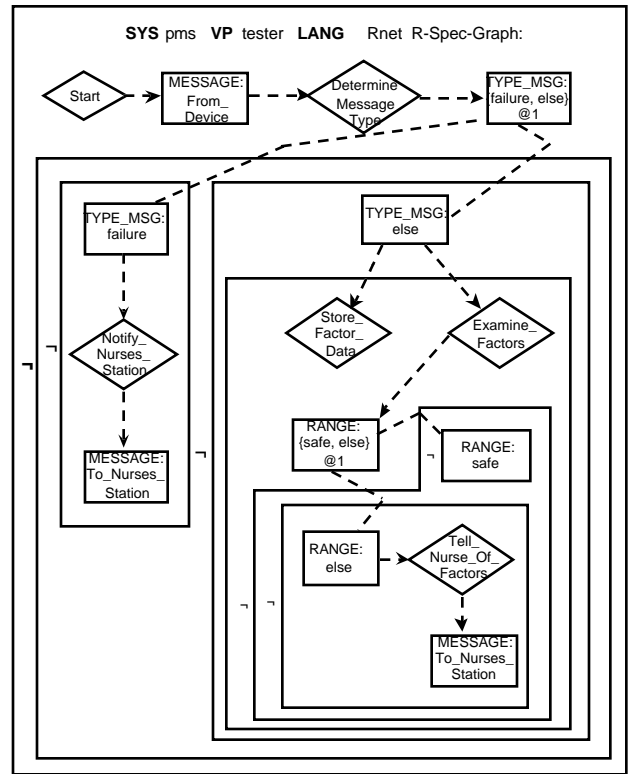 SYS pms VP tester LANG Rnet R-Spec-Graph:
Start
MESSAGE:
From_
Device
Determine
Message
Type
TYPE_MSG:
{failure, else}
@1
TYPE_MSG:
failure
TYPE_MSG:
else
Notify_
Nurses_
Station
Store_
Factor_
Data
Examine_
Factors
¬
¬
¬
MESSAGE:
To_Nurses_
Station
RANGE:
{safe, else}
@1
¬
RANGE:
safe
RANGE:
else
Tell_
Nurse_Of_
Factors
¬
¬
MESSAGE:
To_Nurses_
Station